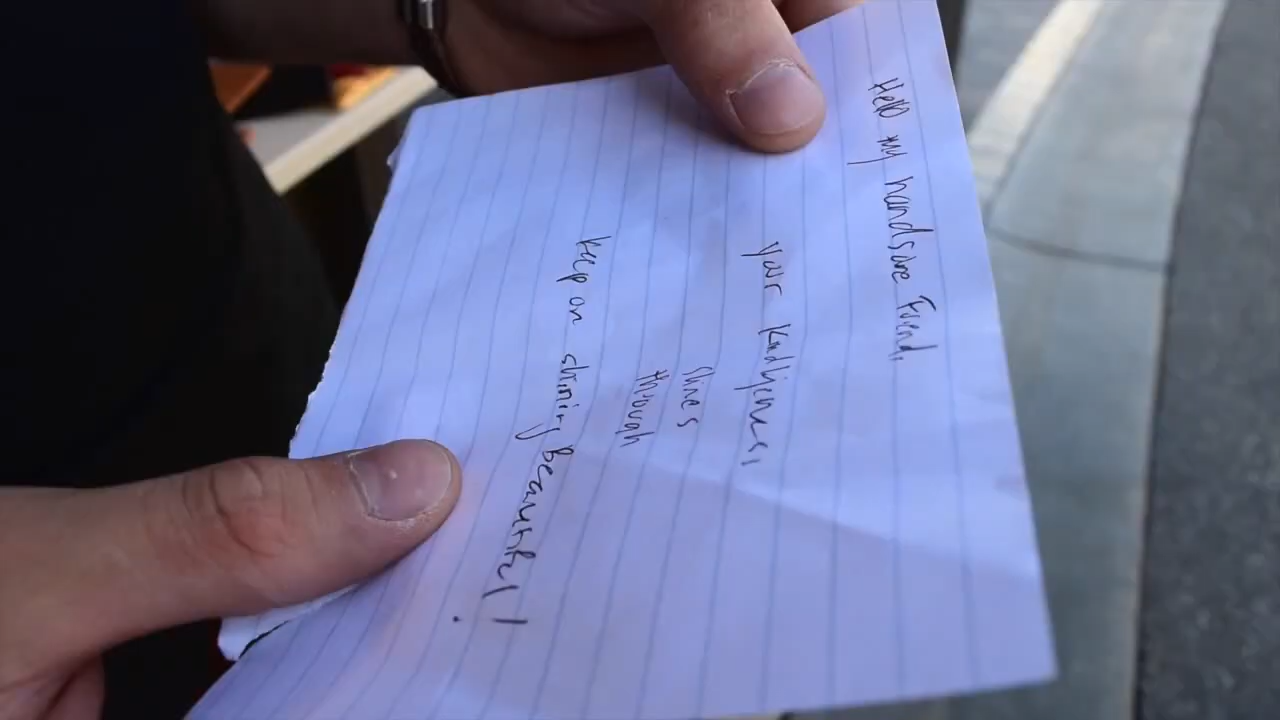 Hello my handsome Friend,
your kindness,
shines
through
keep on shining Beautiful!